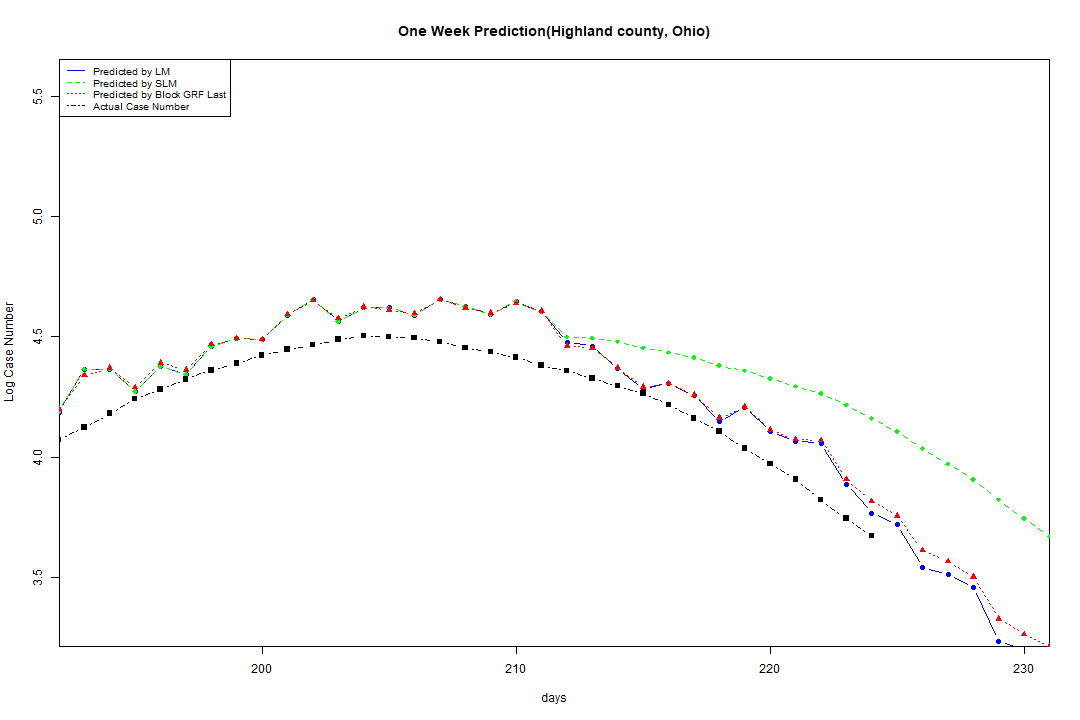 One Week Prediction(Highland county, Ohio)
Predicted by LM
Predicted by SLM
Predicted by Block GRF Last
Actual Case Number
5.5
5.0
4.5
4.0
3.5
Log Case Number
200
210
220
230
days